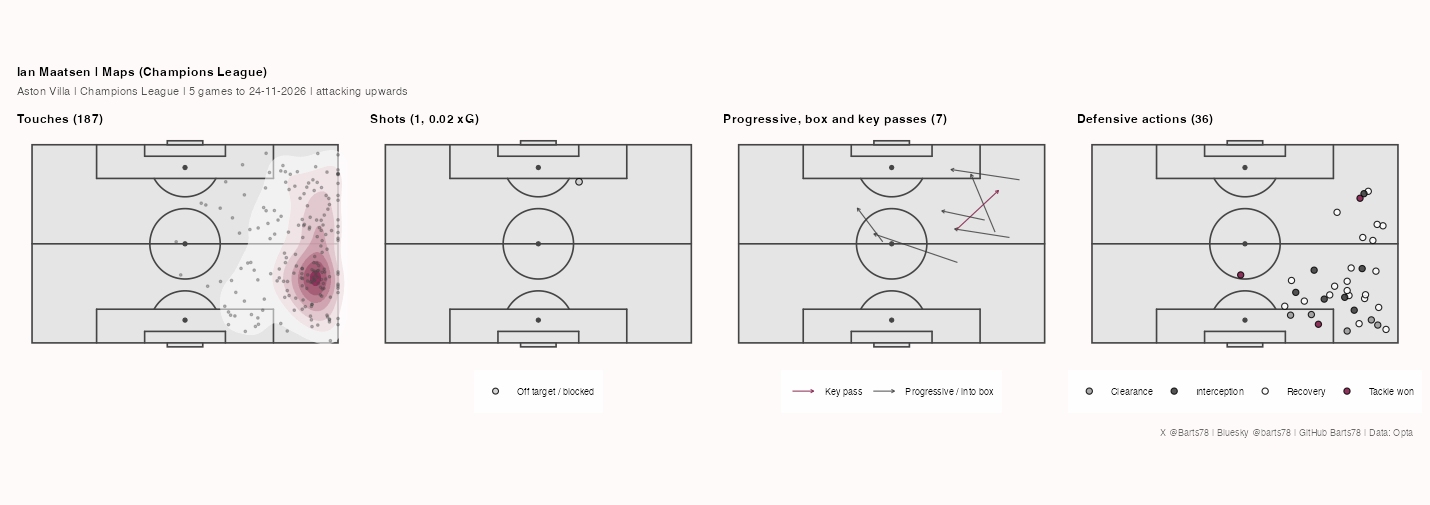 Ian Maatsen | Maps (Champions League)
Aston Villa | Champions League | 5 games to 24-11-2026 | attacking upwards
Touches (187)
Shots (1, 0.02 xG)
Progressive, box and key passes (7)
Defensive actions (36)
Off target / blocked
Key pass
Progressive / into box
Clearance
Interception
Recovery
Tackle won
X @Barts78 | Bluesky @barts78 | GitHub Barts78 | Data: Opta